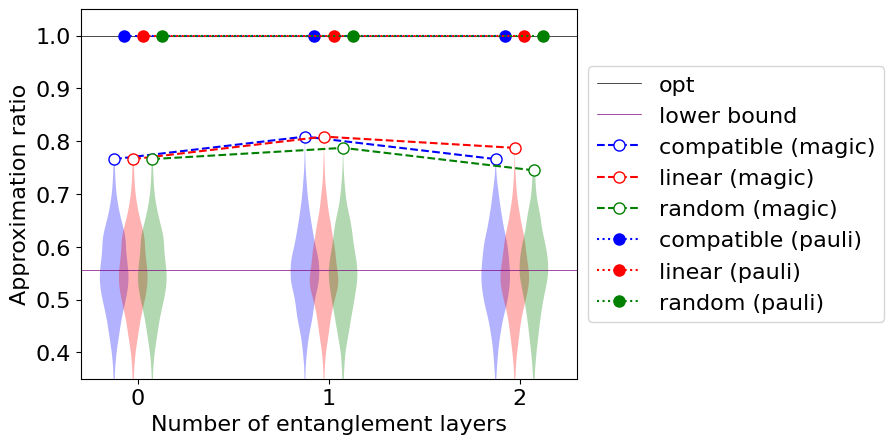 1.0
0.9
0.8
0.7
0.6
0.5
0.4
Approximation ratio
0 1 2
Number of entanglement layers
opt
lower bound
compatible (magic)
linear (magic)
random (magic)
compatible (pauli)
linear (pauli)
random (pauli)